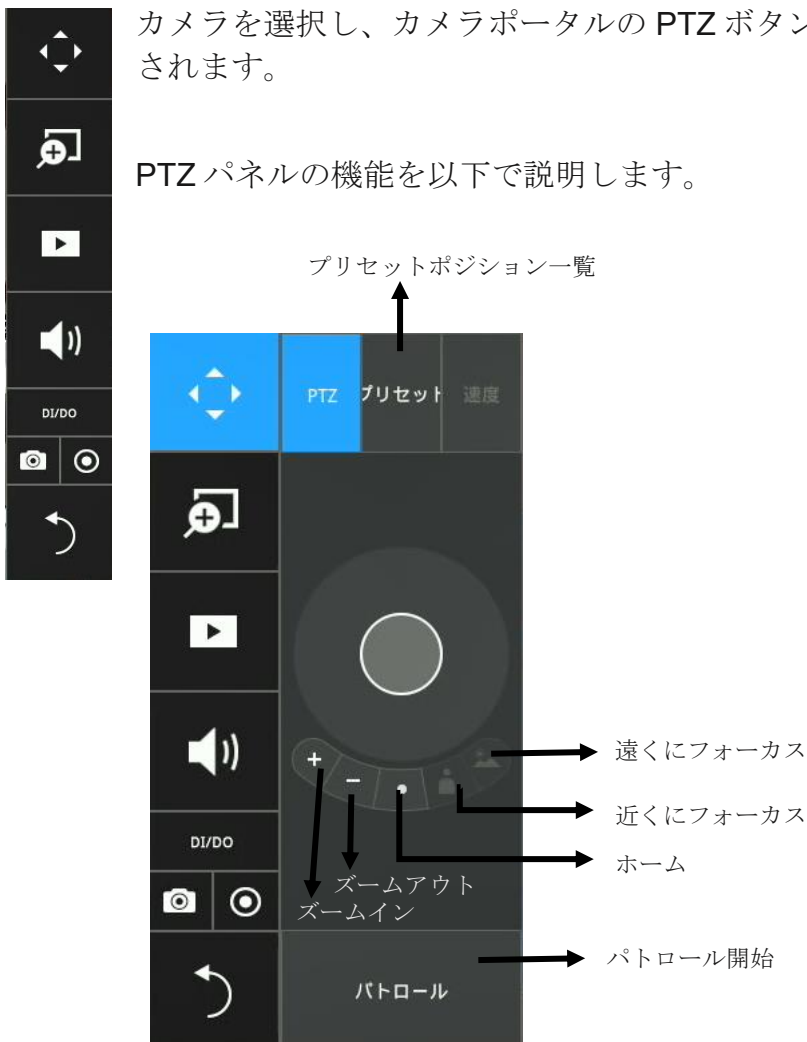 カメラを選択し、カメラポータルの PTZ ボタン
されます。
PTZ パネルの機能を以下で説明します。
DI/DO
プリセットポジション一覧
PTZ
プリセット
速度
遠くにフォーカス
近くにフォーカス
DI/DO
ホーム
ズームアウト
ズームイン
パトロール
パトロール開始